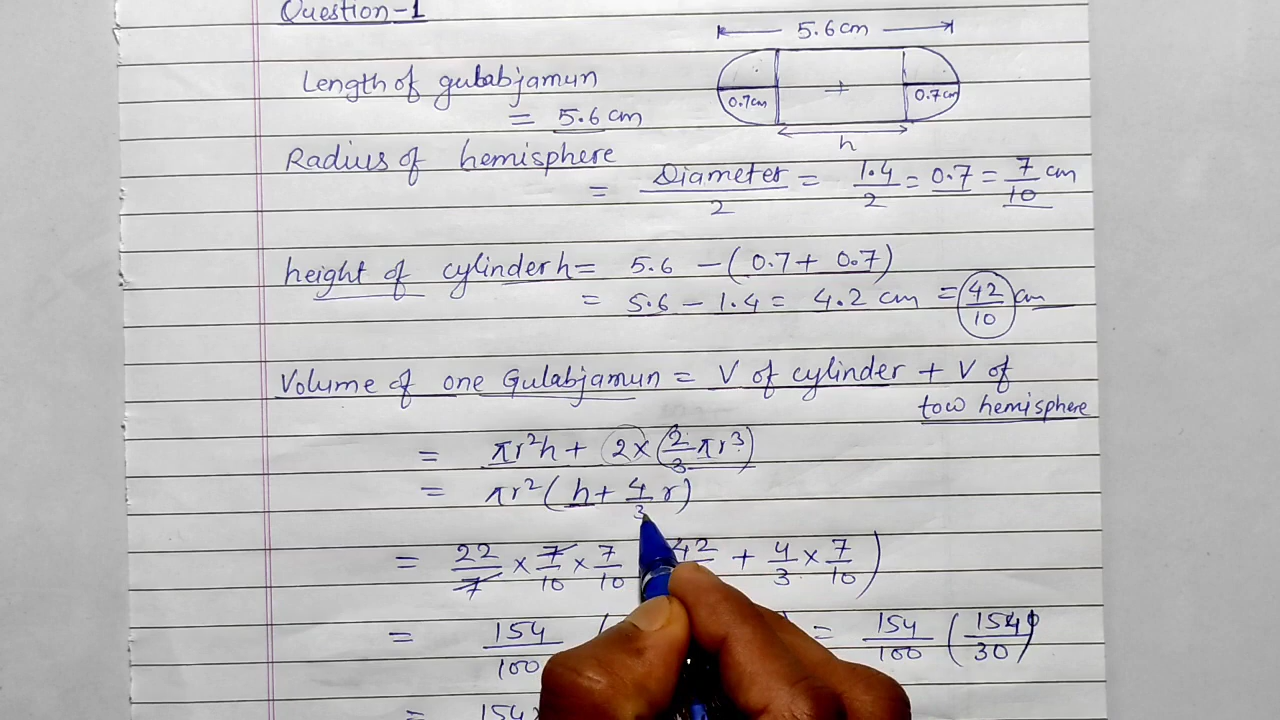 Question-1
5.6 cm
Length of gulabjamun
= 5.6 cm
0.7cm 0.7cm
h
Radius of hemisphere
= Diameter/2 = 1.4/2 = 0.7 = 7/10 cm
height of cylinder h = 5.6 - (0.7 + 0.7)
= 5.6 - 1.4 = 4.2 cm = 42/10 cm
Volume of one Gulabjamun = V of cylinder + V of
tow hemisphere
= πr²h + 2×(2/3 πr³)
= πr²(h + 4/3 r)
= 22/7 × 7/10 × 7/10 42 + 4/3 × 7/10)
= 154/100 ( = 154/100 (154/30)
= 154×